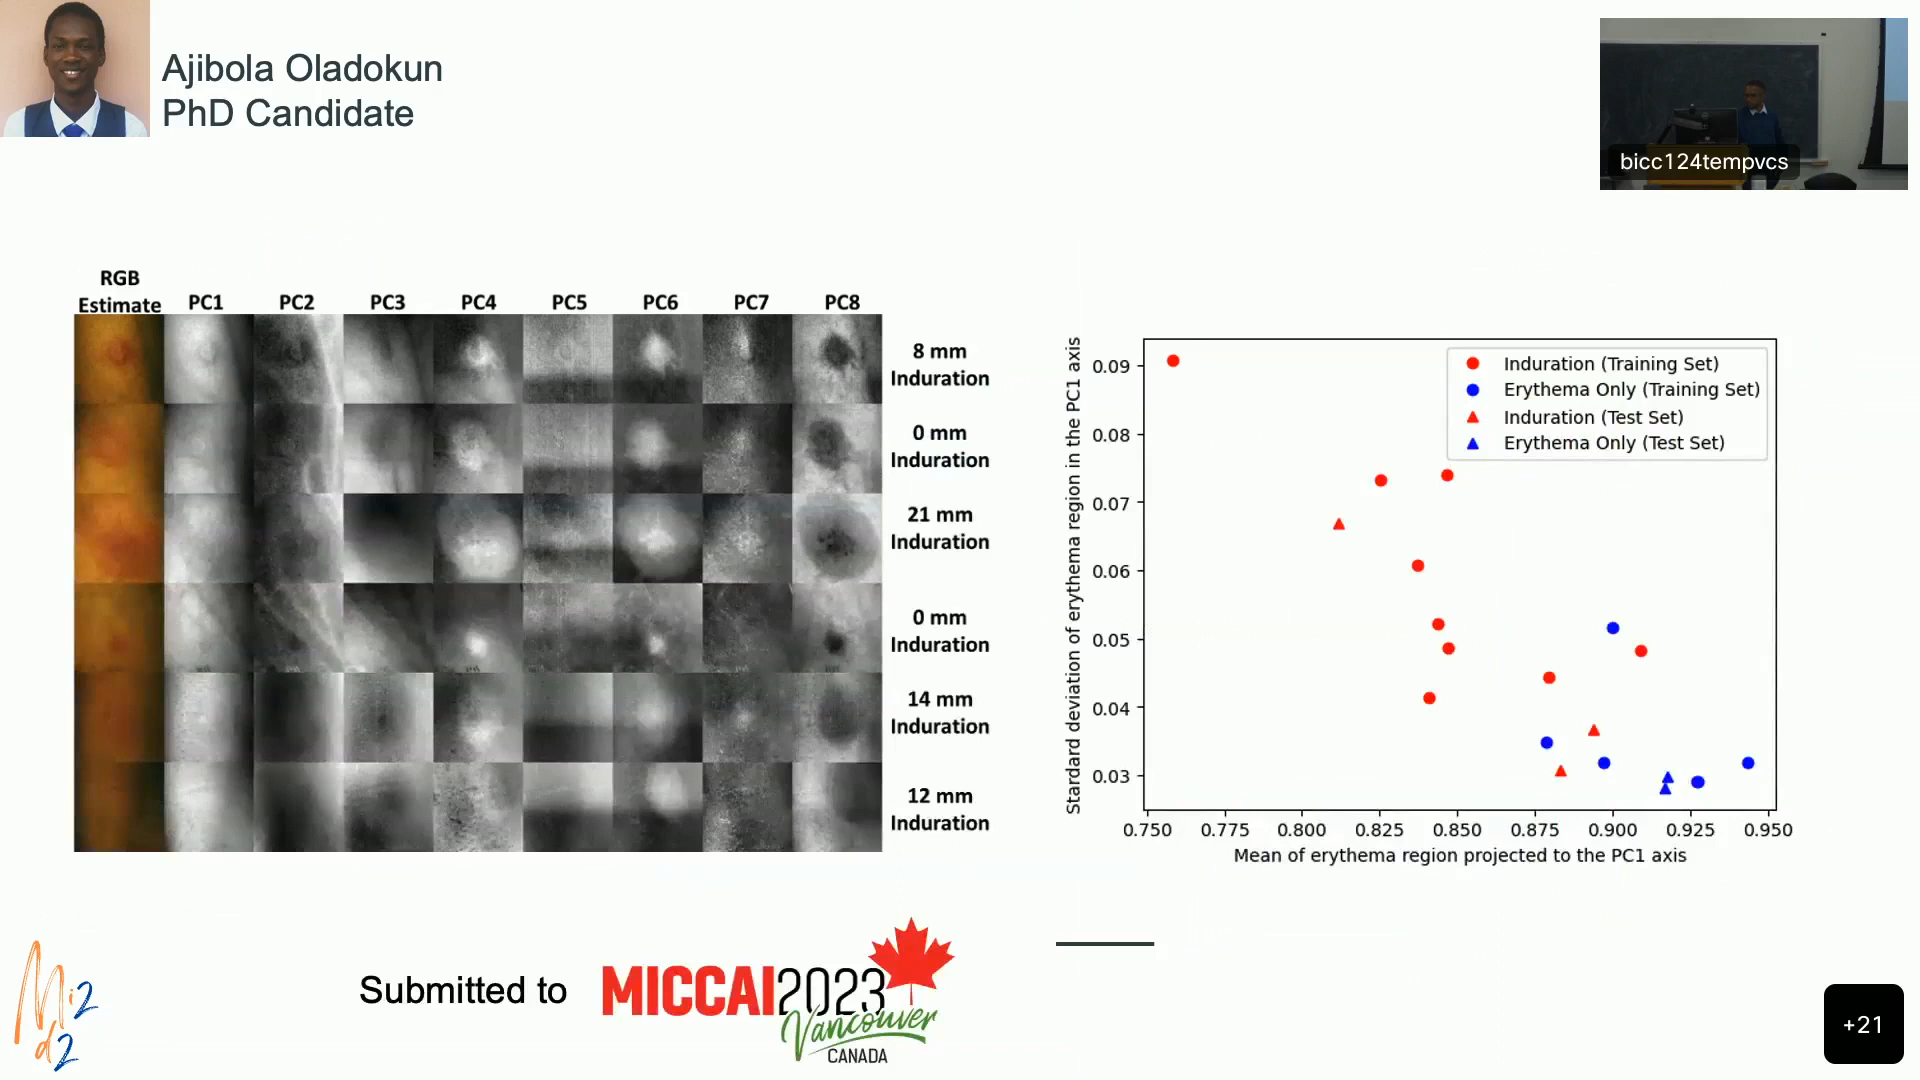 Ajibola Oladokun
PhD Candidate
bicc124tempvcs
RGB
Estimate PC1 PC2 PC3 PC4 PC5 PC6 PC7 PC8
8 mm
Induration
0 mm
Induration
21 mm
Induration
0 mm
Induration
14 mm
Induration
12 mm
Induration
Standard deviation of erythema region in the PC1 axis
0.09
0.08
0.07
0.06
0.05
0.04
0.03
Induration (Training Set)
Erythema Only (Training Set)
Induration (Test Set)
Erythema Only (Test Set)
0.750 0.775 0.800 0.825 0.850 0.875 0.900 0.925 0.950
Mean of erythema region projected to the PC1 axis
Mi2
d2
Submitted to
MICCAI2023
Vancouver
CANADA
+21